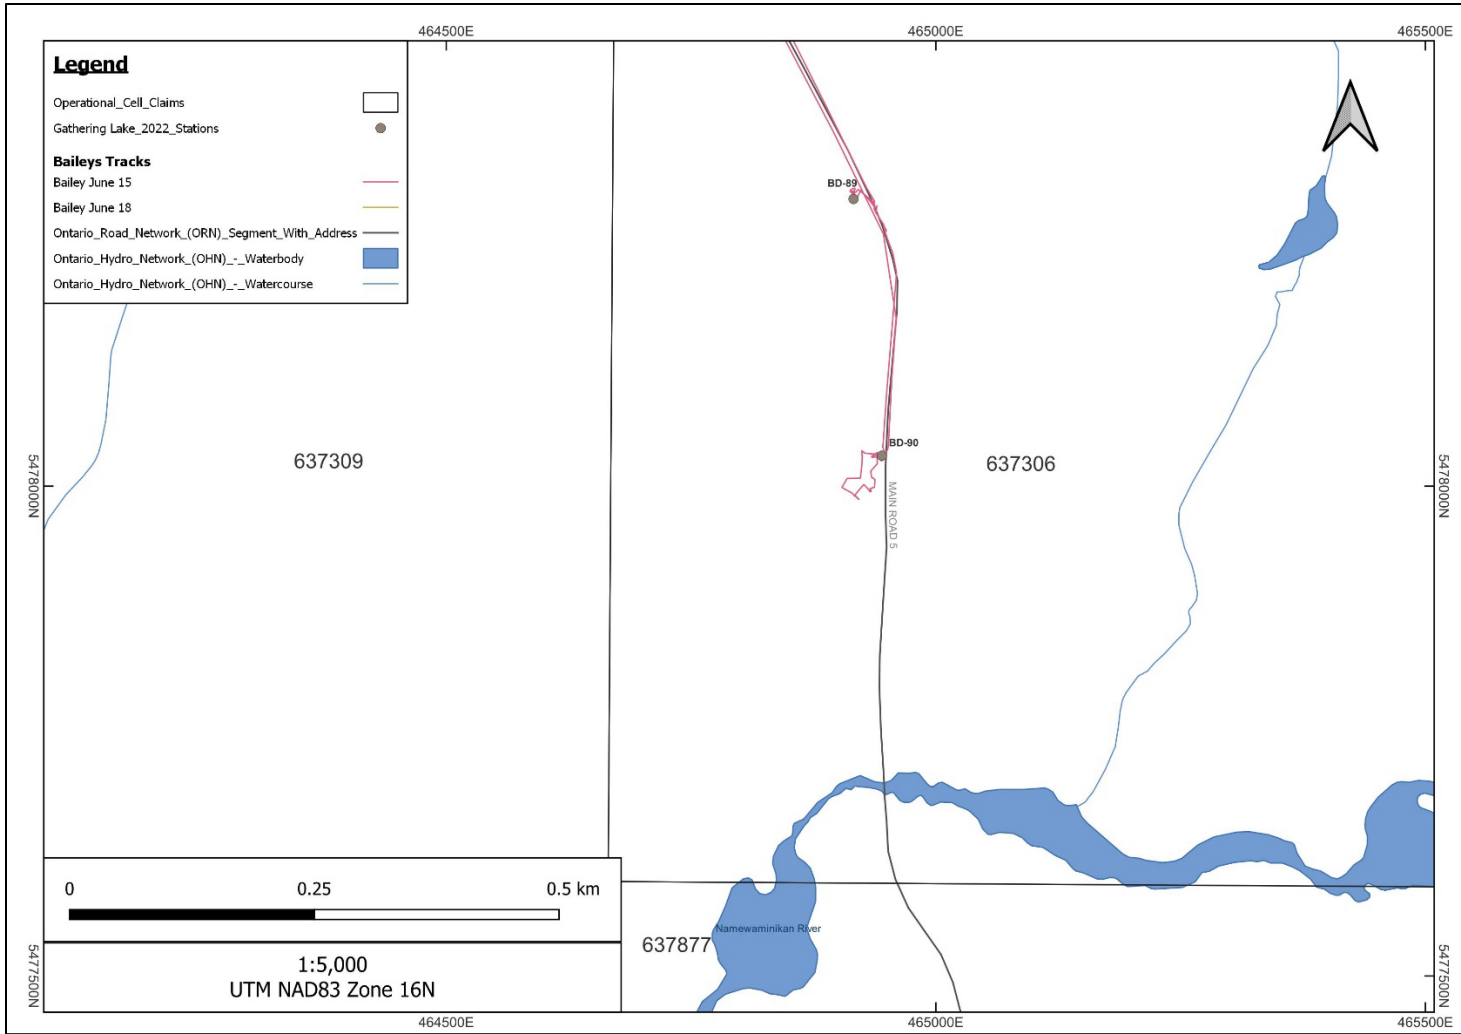 464500E
465000E
465500E
Legend
Operational_Cell_Claims
Gathering Lake_2022_Stations
Baileys Tracks
Bailey June 15
Bailey June 18
Ontario_Road_Network_(ORN)_Segment_With_Address
Ontario_Hydro_Network_(OHN)_-_Waterbody
Ontario_Hydro_Network_(OHN)_-_Watercourse
BD-89
BD-90
637309
637306
5478000N
5478000N
MAIN ROAD 5
0
0.25
0.5 km
637877
Namewaminikan River
1:5,000
UTM NAD83 Zone 16N
5477500N
5477500N
464500E
465000E
465500E